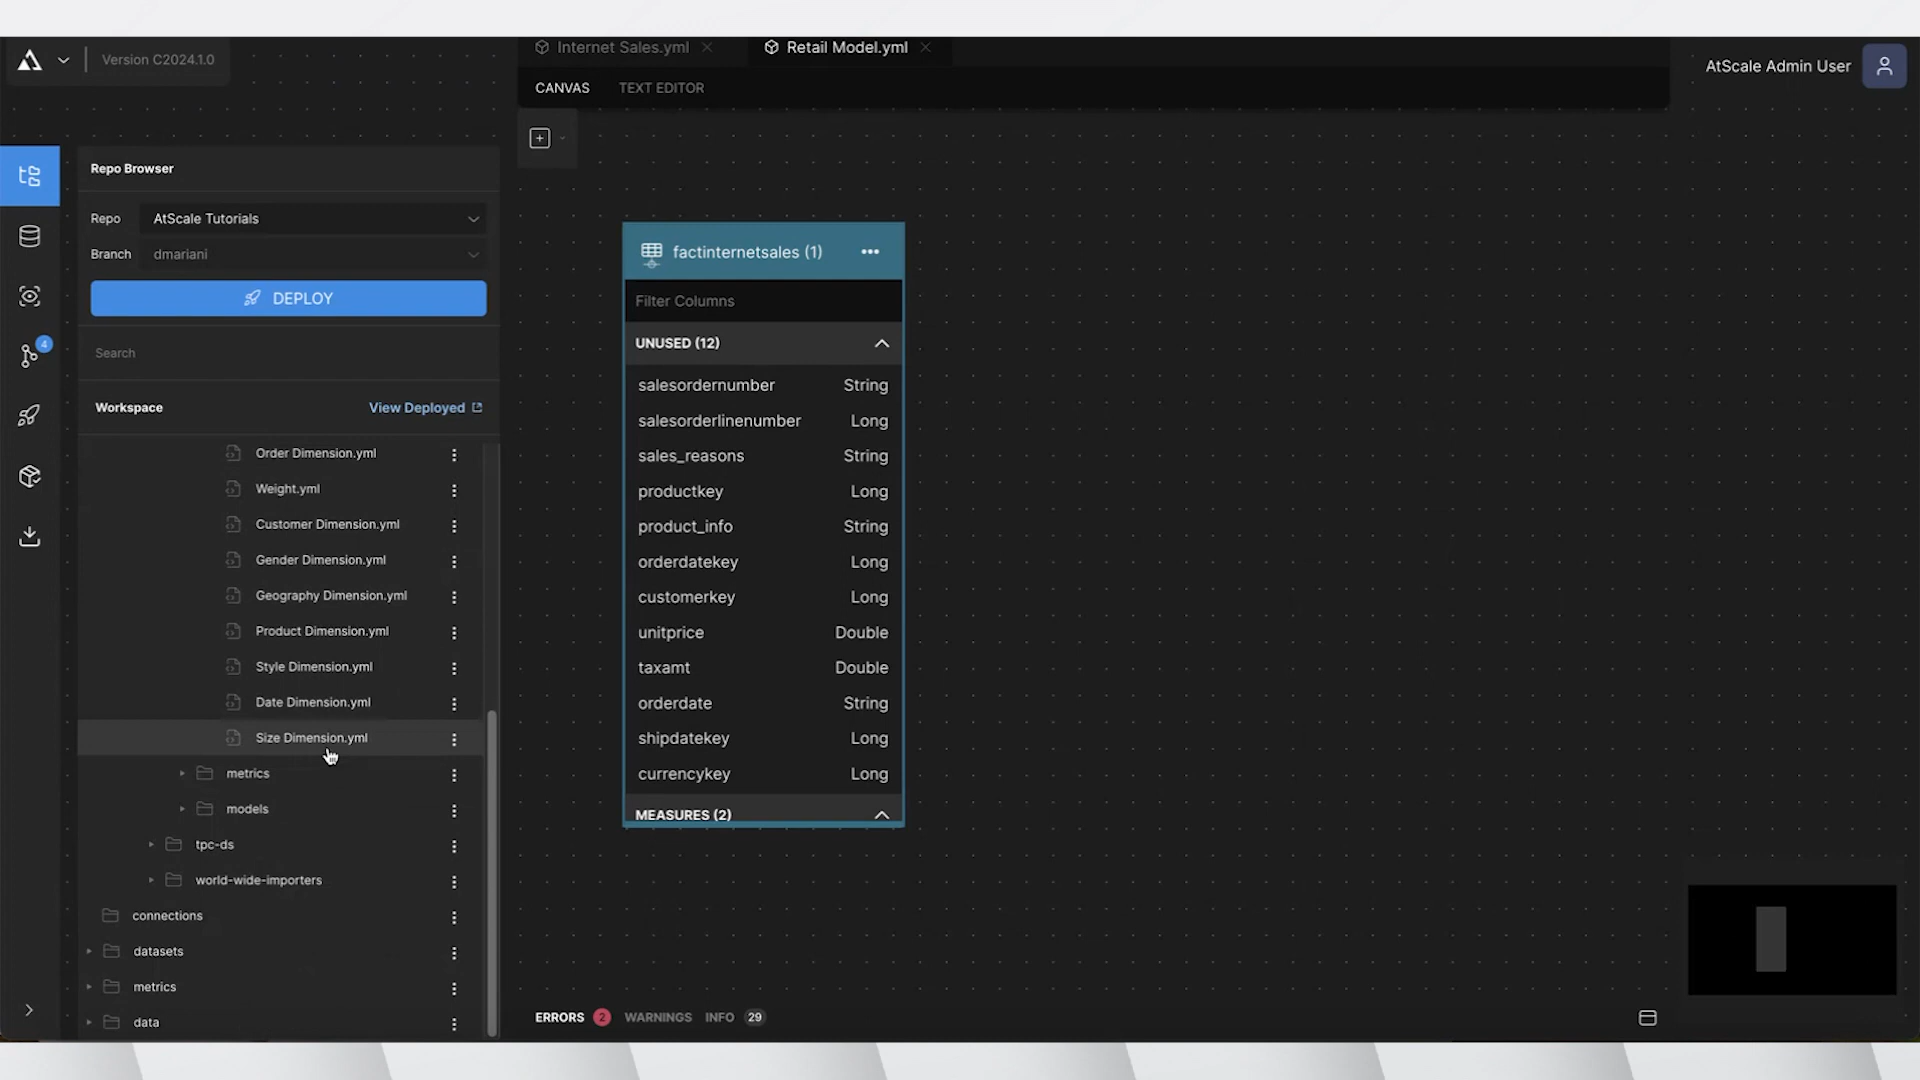 Version C2024.1.0
Internet Sales.yml
Retail Model.yml
AtScale Admin User
CANVAS
TEXT EDITOR
Repo Browser
Repo
AtScale Tutorials
Branch
dmariani
DEPLOY
4
Search
Workspace
View Deployed
Order Dimension.yml
Weight.yml
Customer Dimension.yml
Gender Dimension.yml
Geography Dimension.yml
Product Dimension.yml
Style Dimension.yml
Date Dimension.yml
Size Dimension.yml
metrics
models
tpc-ds
world-wide-importers
connections
datasets
metrics
data
factinternetsales (1)
Filter Columns
UNUSED (12)
salesordernumber String
salesorderlinenumber Long
sales_reasons String
productkey Long
product_info String
orderdatekey Long
customerkey Long
unitprice Double
taxamt Double
orderdate String
shipdatekey Long
currencykey Long
MEASURES (2)
ERRORS 2 WARNINGS INFO 29